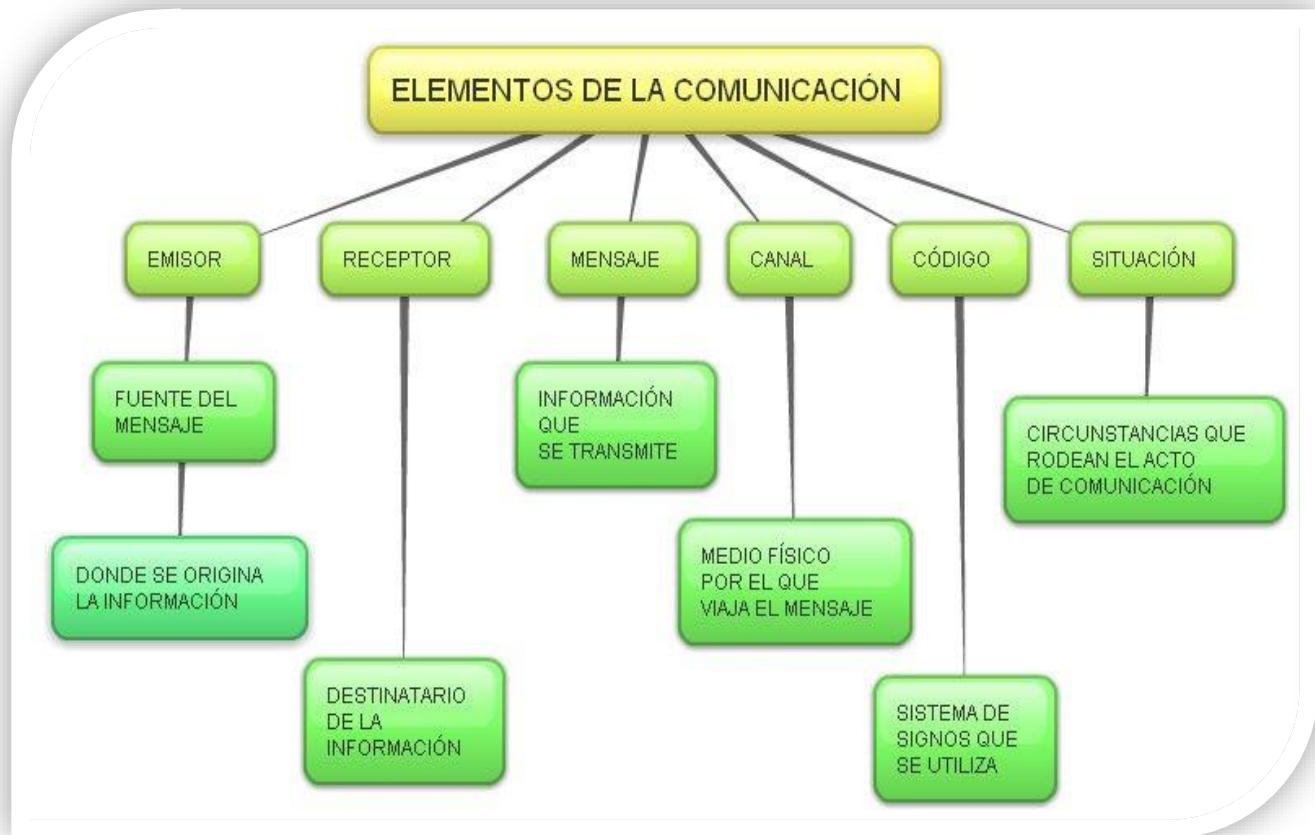 ELEMENTOS DE LA COMUNICACIÓN
EMISOR
RECEPTOR
MENSAJE
CANAL
CÓDIGO
SITUACIÓN
FUENTE DEL
MENSAJE
DONDE SE ORIGINA
LA INFORMACIÓN
DESTINATARIO
DE LA
INFORMACIÓN
INFORMACIÓN
QUE
SE TRANSMITE
MEDIO FÍSICO
POR EL QUE
VIAJA EL MENSAJE
SISTEMA DE
SIGNOS QUE
SE UTILIZA
CIRCUNSTANCIAS QUE
RODEAN EL ACTO
DE COMUNICACIÓN